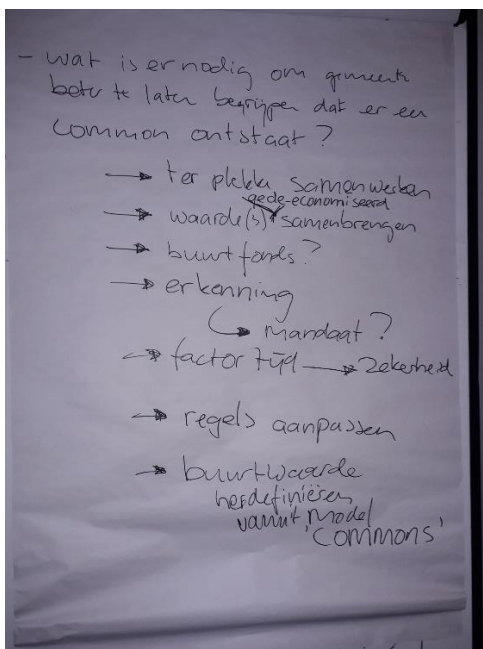 - wat is er nodig om gemeente
beter te laten begrijpen dat er een
common ontstaat?
→ ter plekke samenwerken
gede-economiseerd
→ waarde(s) samenbrengen
→ buurtfonds?
→ erkenning
↳ mandaat?
→ factor tijd → zekerheid
→ regels aanpassen
→ buurtwaarde
herdefiniëren
vanuit model
'COMMONS'